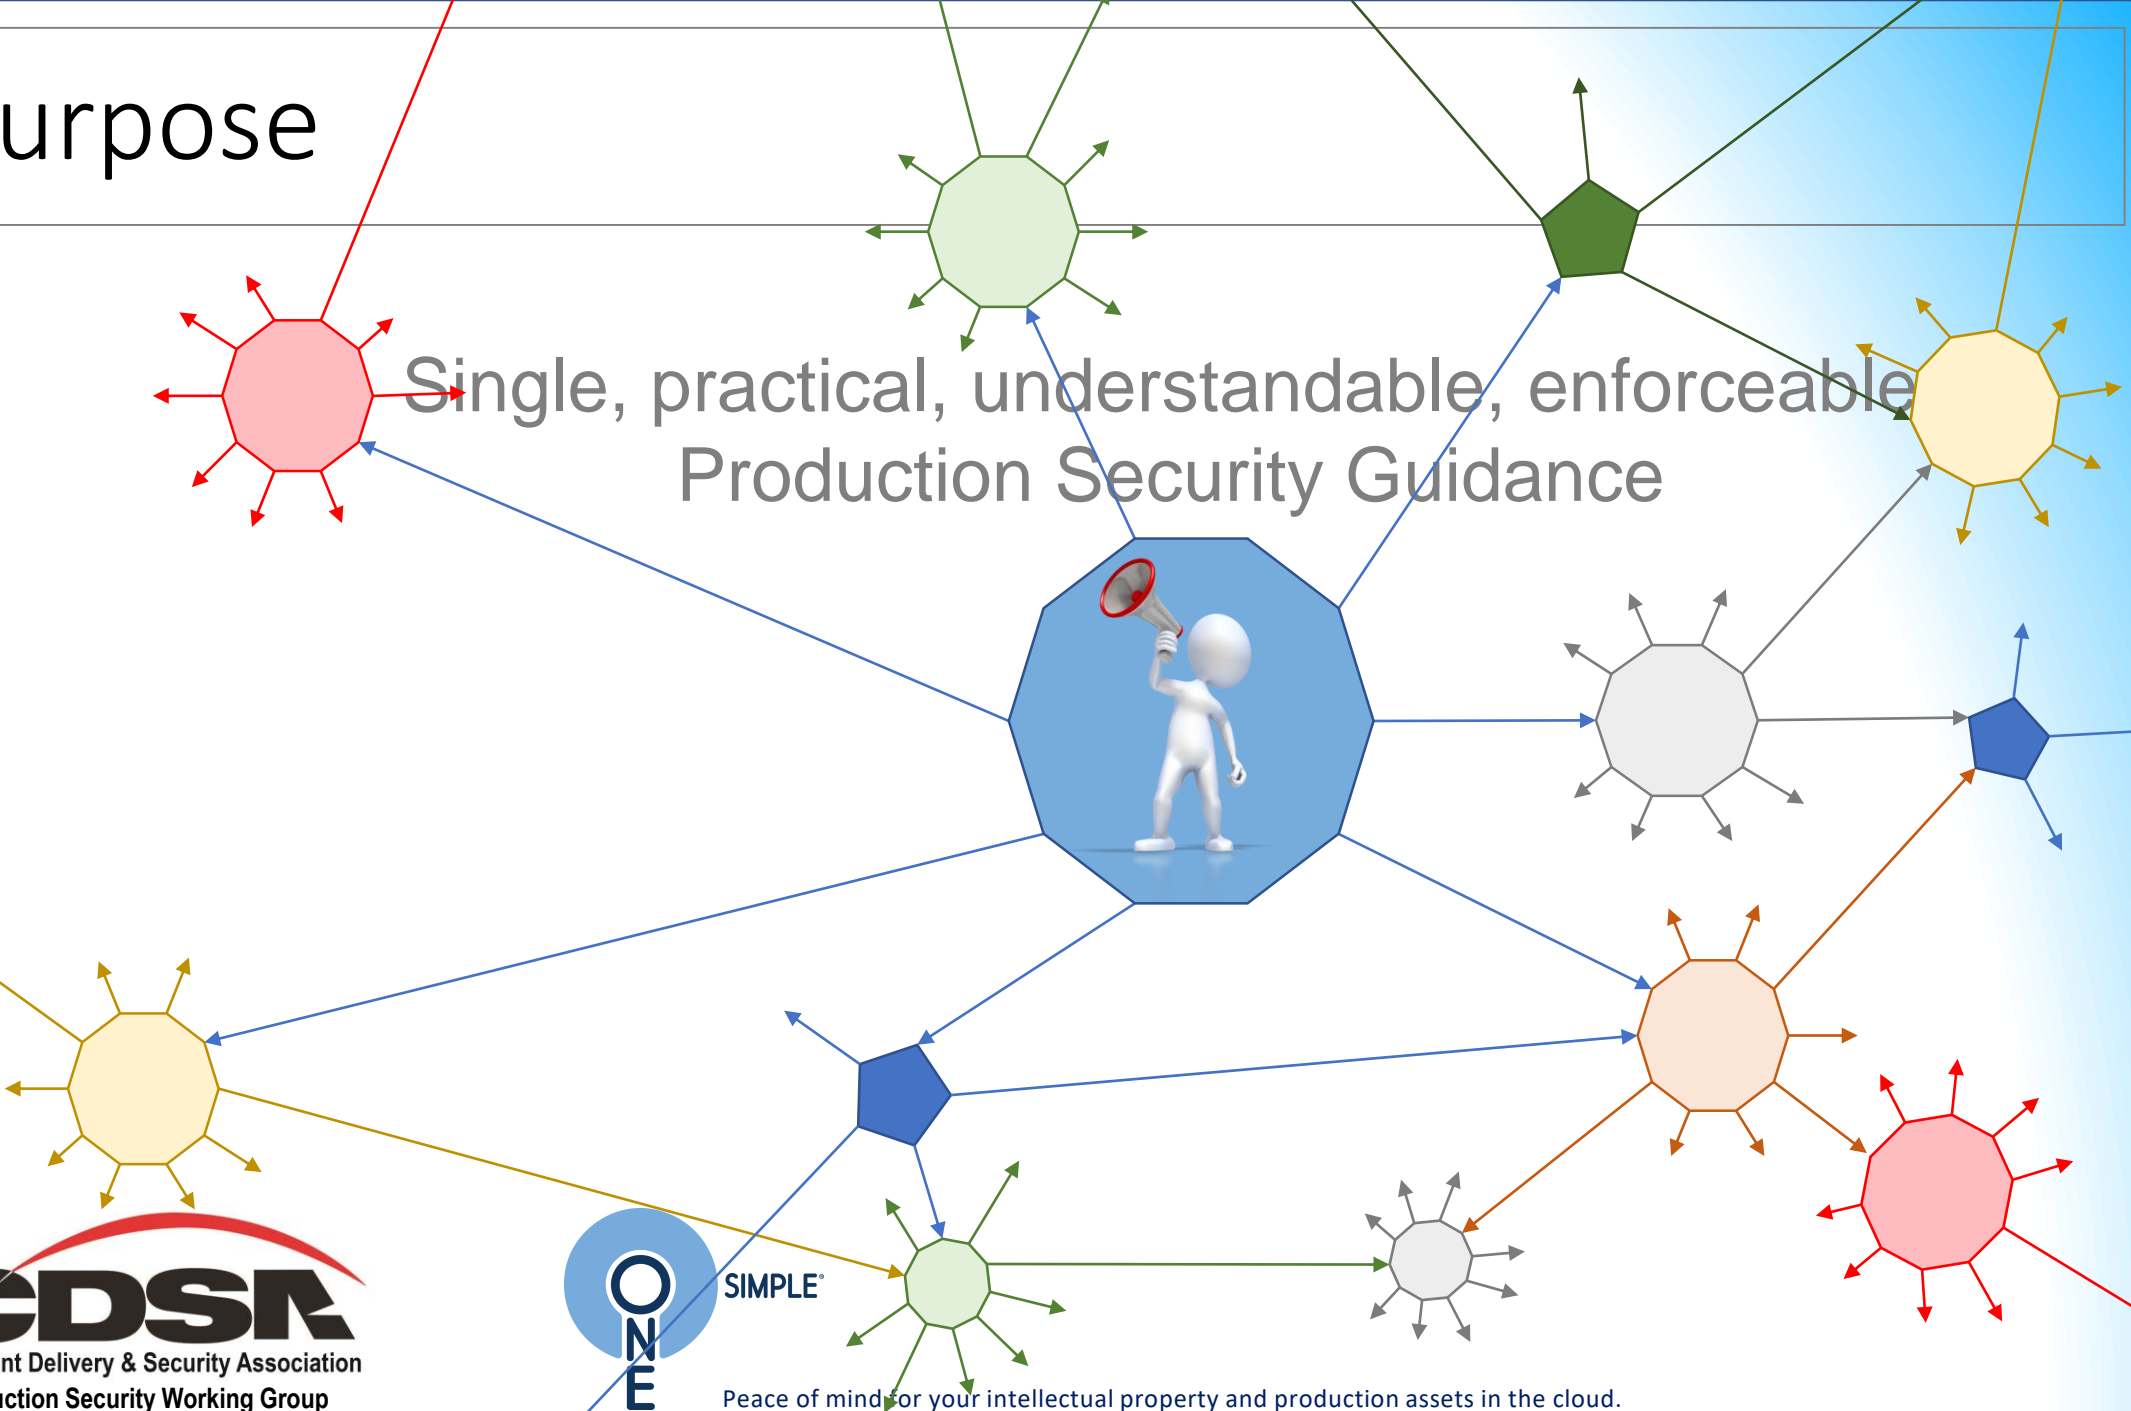 urpose
Single, practical, understandable, enforceable
Production Security Guidance
CDSA
nt Delivery & Security Association
uction Security Working Group
ONE
SIMPLE®
Peace of mind for your intellectual property and production assets in the cloud.